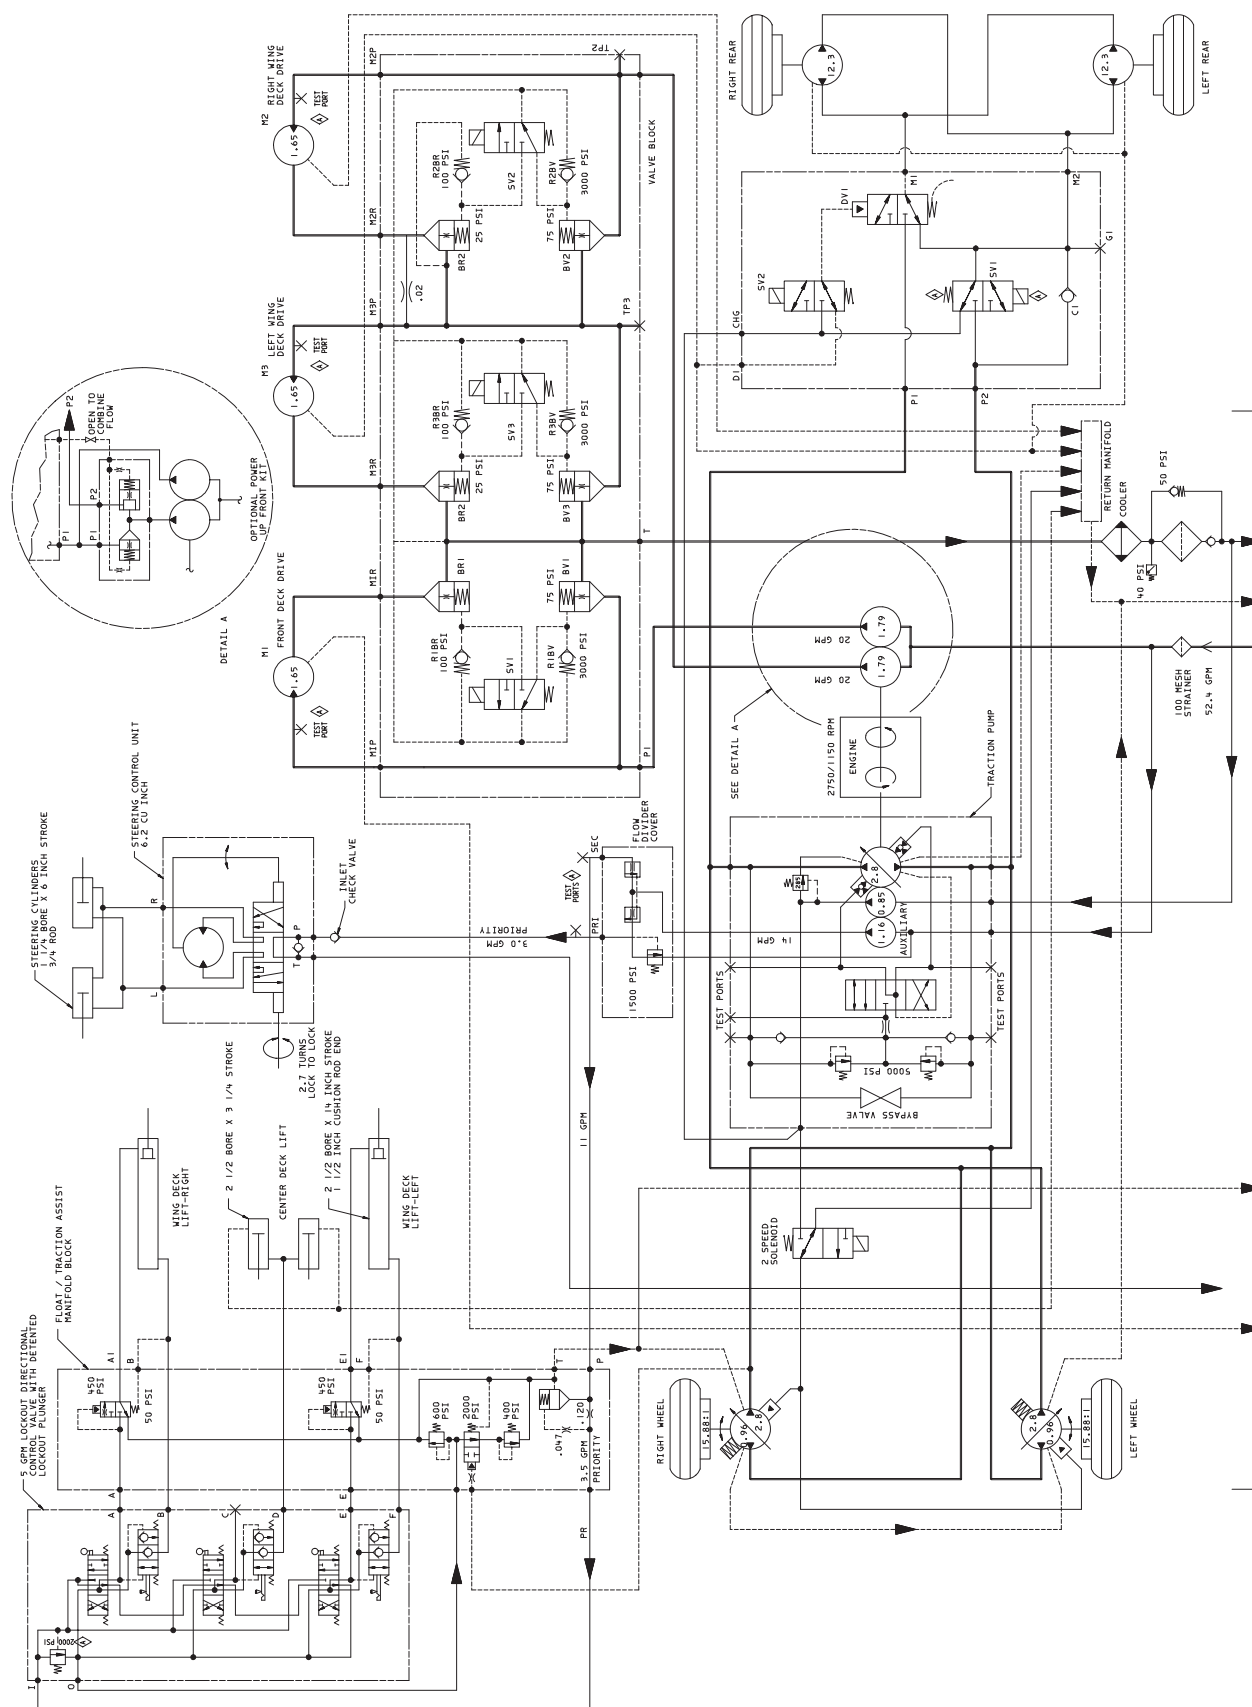 RIGHT WING
DECK DRIVE
M2
TEST
PORT
A
1.65
M2P
TP2
M2R
R2BR
100 PSI
SV2
R2BV
3000 PSI
VALVE BLOCK
25 PSI
75 PSI
BR2
BV2
.02
M3P
TP3
LEFT WING
DECK DRIVE
M3
TEST
PORT
A
1.65
R3BR
100 PSI
SV3
R3BV
3000 PSI
M3R
25 PSI
75 PSI
BR2
BV3
T
BR1
BV1
75 PSI
M1R
FRONT DECK DRIVE
M1
1.65
TEST
PORT
A
R1BR
100 PSI
SV1
R1BV
3000 PSI
M1P
P1
P2
OPEN TO
COMBINE
FLOW
P1
P2
OPTIONAL POWER
UP FRONT KIT
DETAIL A
RIGHT REAR
12.3
12.3
LEFT REAR
M1
M2
DV1
G1
SV2
SV1
A
A
C1
CHG
D1
P1
P2
RETURN MANIFOLD
COOLER
50 PSI
40 PSI
100 MESH
STRAINER
52.4 GPM
20 GPM
1.79
1.79
20 GPM
SEE DETAIL A
2750/1150 RPM
ENGINE
TRACTION PUMP
2.8
0.85
1.16
AUXILIARY
14 GPM
TEST PORTS
TEST PORTS
5000 PSI
BYPASS VALVE
STEERING CONTROL UNIT
6.2 CU INCH
STEERING CYLINDERS
1 1/4 BORE X 6 INCH STROKE
3/4 ROD
R
L
P
T
INLET
CHECK VALVE
2.7 TURNS
LOCK TO LOCK
FLOW
DIVIDER
COVER
SEC
TEST
PORTS
A
PRI
3.0 GPM
PRIORITY
1500 PSI
11 GPM
2 1/2 BORE X 3 1/4 STROKE
CENTER DECK LIFT
2 1/2 BORE X 14 INCH STROKE
1 1/2 INCH CUSHION ROD END
WING DECK
LIFT-RIGHT
WING DECK
LIFT-LEFT
FLOAT / TRACTION ASSIST
MANIFOLD BLOCK
5 GPM LOCKOUT DIRECTIONAL
CONTROL VALVE WITH DETENTED
LOCKOUT PLUNGER
A1
B
E1
F
T
P
450
PSI
50 PSI
450
PSI
50 PSI
600
PSI
2000
PSI
400
PSI
.047
.120
3.5 GPM
PRIORITY
A
E
PR
A
B
C
D
E
F
2000 PSI
A
I
O
2 SPEED
SOLENOID
RIGHT WHEEL
15.88:1
2.8
0.96
2.8
0.96
15.88:1
LEFT WHEEL